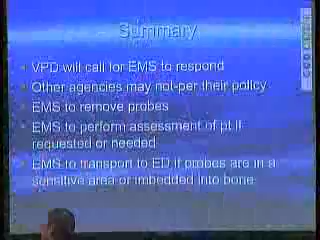 Summary
VPD will call for EMS to respond
Other agencies may not-per their policy
EMS to remove probes
EMS to perform assessment of pt if
requested or needed
EMS to transport to ED if probes are in a
sensitive area or imbedded into bone